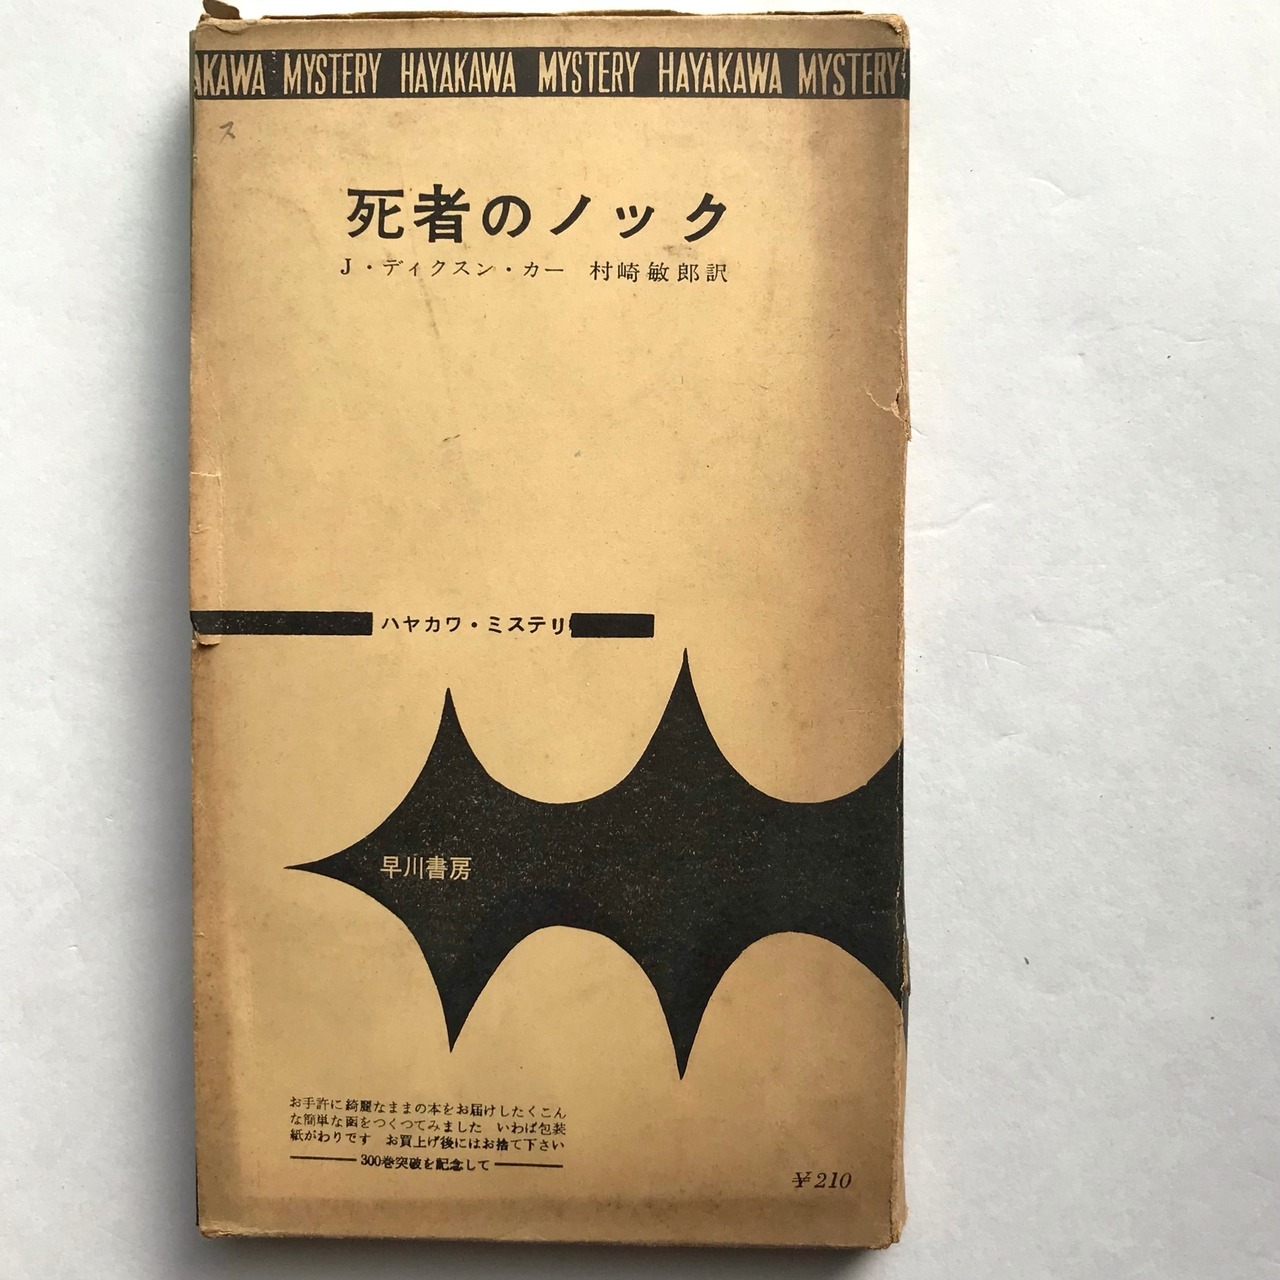 AKAWA MYSTERY HAYAKAWA MYSTERY HAYAKAWA MYSTERY
ス
死者のノック
J・ディクスン・カー 村崎敏郎訳
ハヤカワ・ミステリ
早川書房
お手許に綺麗なままの本をお届けしたくこん
な簡単な函をつくつてみました いわば包装
紙がわりです お買上げ後にはお捨て下さい
300巻突破を記念して
¥210